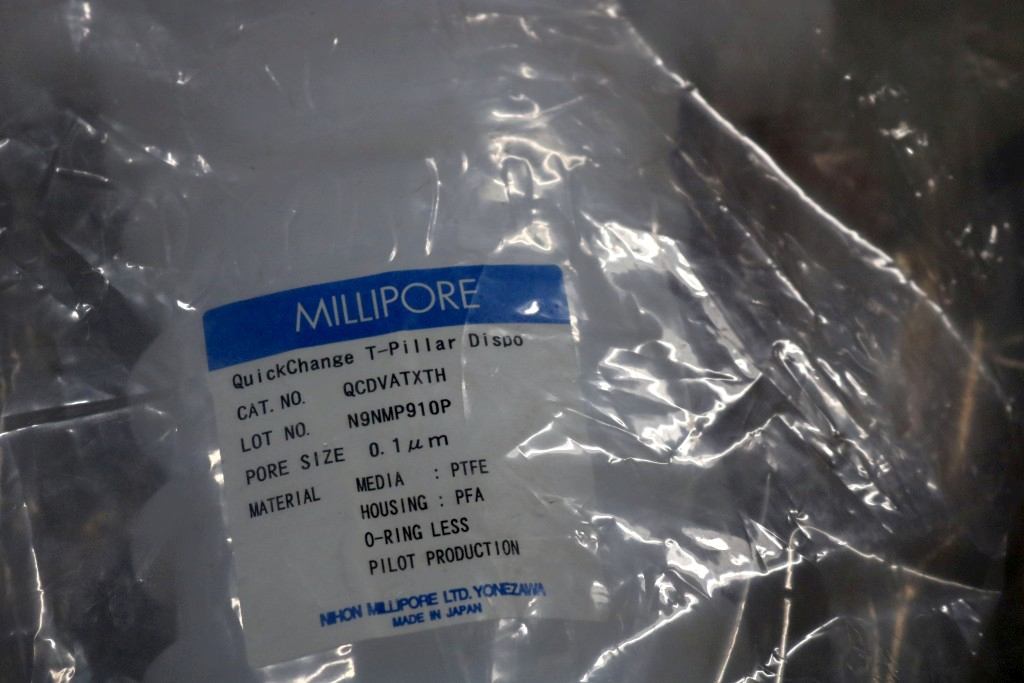 MILLIPORE
QuickChange T-Pillar Dispo
CAT. NO. QCDVATXTH
LOT NO. N9NMP910P
PORE SIZE 0.1μm
MATERIAL MEDIA : PTFE
HOUSING : PFA
O-RING LESS
PILOT PRODUCTION
NIHON MILLIPORE LTD. YONEZAWA
MADE IN JAPAN